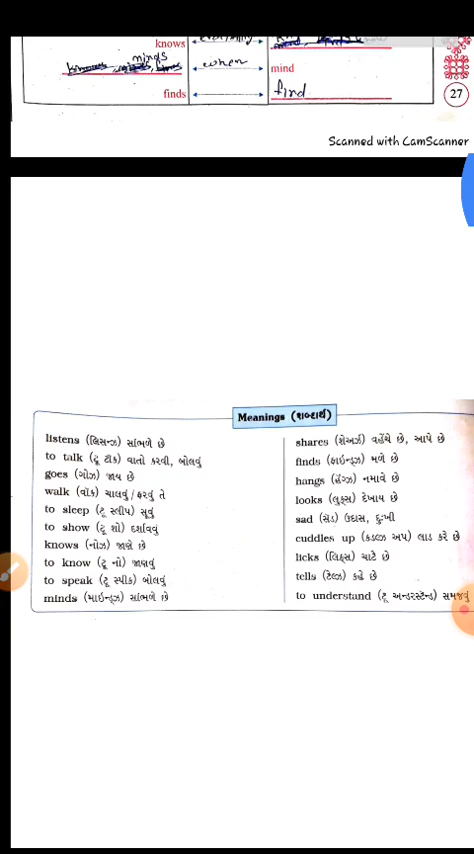 knows
minds
when
mind
finds
find
27
Scanned with CamScanner
Meanings (શબ્દાર્થ)
listens (લિસન્ઝ) સાંભળે છે
to talk (ટૂ ટૉક) વાતો કરવી, બોલવું
goes (ગોઝ) જાય છે
walk (વૉક) ચાલવું / ફરવું તે
to sleep (ટૂ સ્લીપ) સૂવું
to show (ટૂ શો) દર્શાવવું
knows (નોઝ) જાણે છે
to know (ટૂ નો) જાણવું
to speak (ટૂ સ્પીક) બોલવું
minds (માઇન્ડ્ઝ) સાંભળે છે
shares (શેઅર્ઝ) વહેંચે છે, આપે છે
finds (ફાઇન્ડ્ઝ) મળે છે
hangs (હૅંગ્ઝ) નમાવે છે
looks (લુક્સ) દેખાય છે
sad (સૅડ) ઉદાસ, દુઃખી
cuddles up (કડલ્ઝ અપ) લાડ કરે છે
licks (લિક્સ) ચાટે છે
tells (ટેલ્ઝ) કહે છે
to understand (ટૂ અન્ડરસ્ટૅન્ડ) સમજવું